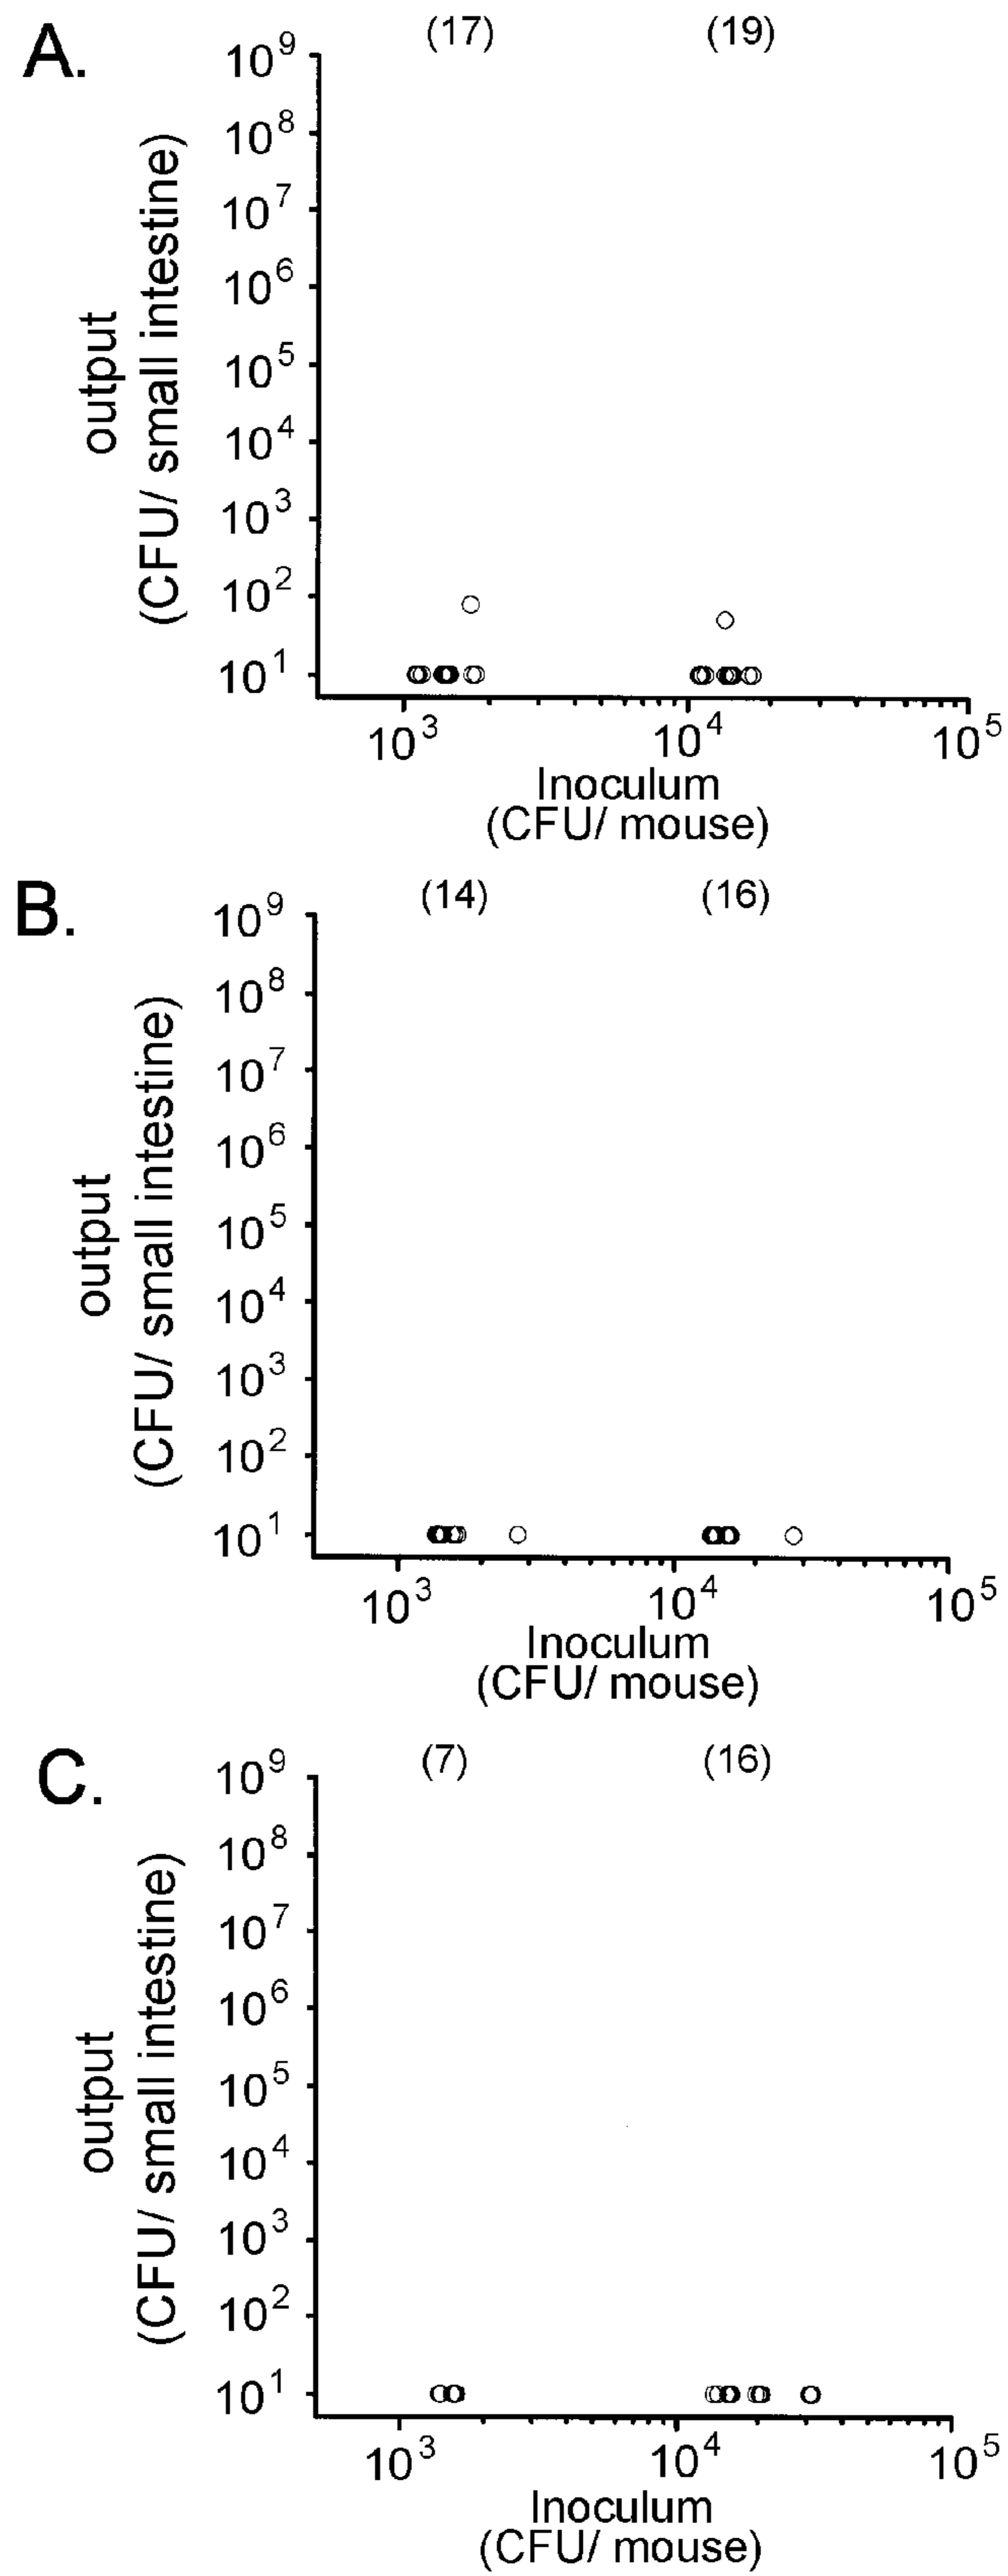 A.
(17) (19)
10^9
10^8
10^7
10^6
10^5
10^4
10^3
10^2
10^1
output
(CFU/ small intestine)
10^3 10^4 10^5
Inoculum
(CFU/ mouse)
B.
(14) (16)
10^9
10^8
10^7
10^6
10^5
10^4
10^3
10^2
10^1
output
(CFU/ small intestine)
10^3 10^4 10^5
Inoculum
(CFU/ mouse)
C.
(7) (16)
10^9
10^8
10^7
10^6
10^5
10^4
10^3
10^2
10^1
output
(CFU/ small intestine)
10^3 10^4 10^5
Inoculum
(CFU/ mouse)